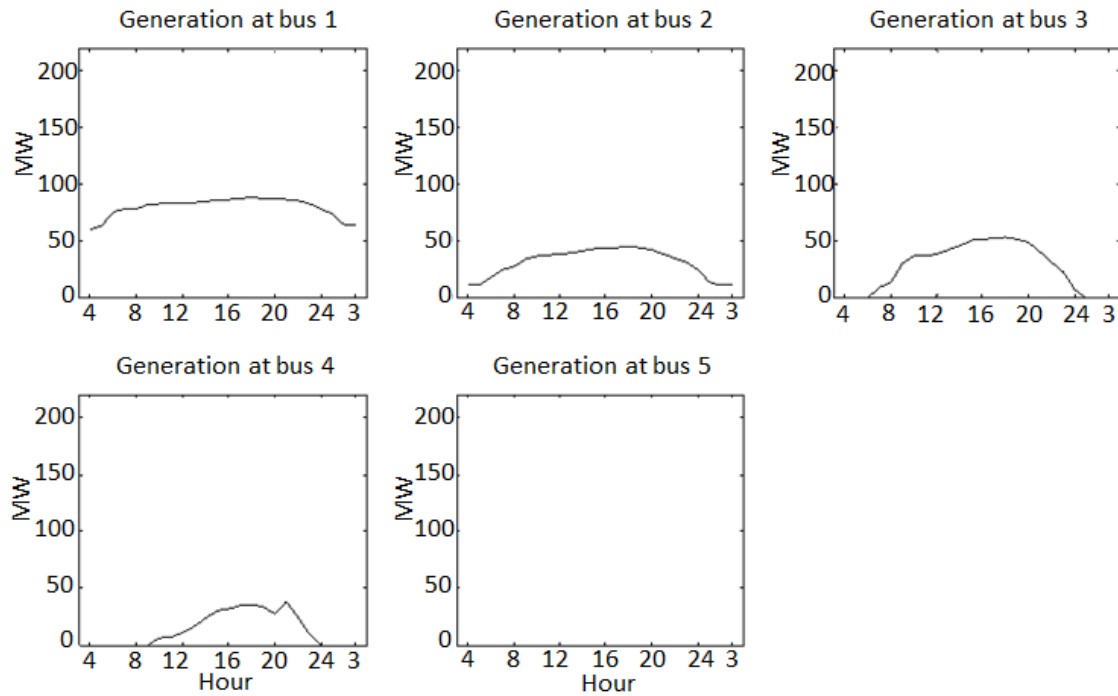 Generation at bus 1
200
150
100
50
0
MW
4 8 12 16 20 24 3
Generation at bus 2
200
150
100
50
0
MW
4 8 12 16 20 24 3
Generation at bus 3
200
150
100
50
0
MW
4 8 12 16 20 24 3
Generation at bus 4
200
150
100
50
0
MW
4 8 12 16 20 24 3
Hour
Generation at bus 5
200
150
100
50
0
MW
4 8 12 16 20 24 3
Hour